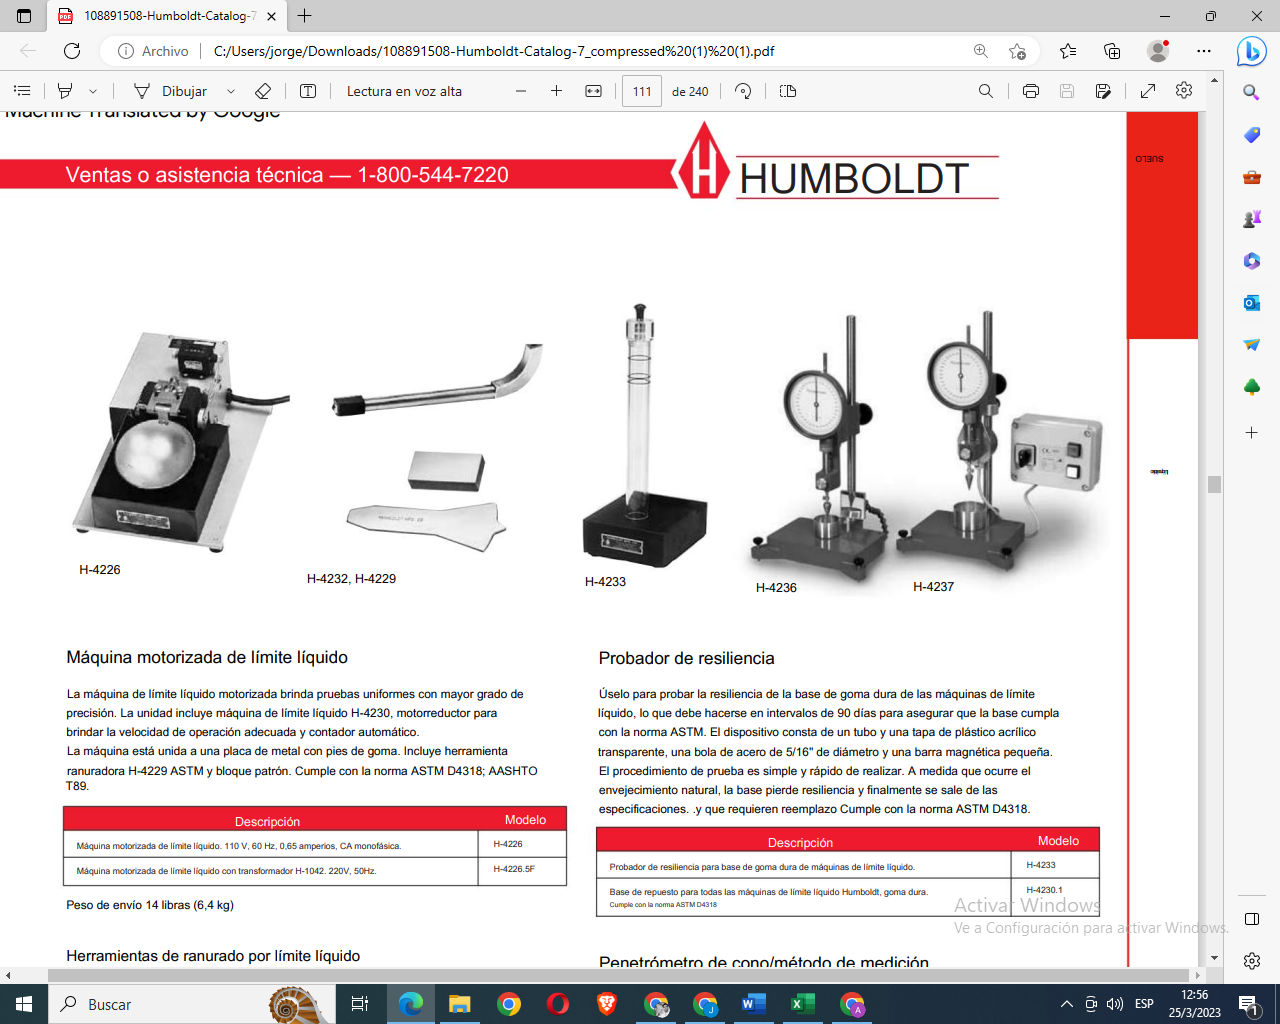 108891508-Humboldt-Catalog-7
Archivo
C:/Users/jorge/Downloads/108891508-Humboldt-Catalog-7_compressed%20(1)%20(1).pdf
Dibujar
Lectura en voz alta
111
de 240
Machine Translated by Google
Ventas o asistencia técnica — 1-800-544-7220
HUMBOLDT
SUELO
H-4226
H-4232, H-4229
H-4233
H-4236
H-4237
Máquina motorizada de límite líquido
La máquina de límite líquido motorizada brinda pruebas uniformes con mayor grado de
precisión. La unidad incluye máquina de límite líquido H-4230, motorreductor para
brindar la velocidad de operación adecuada y contador automático.
La máquina está unida a una placa de metal con pies de goma. Incluye herramienta
ranuradora H-4229 ASTM y bloque patrón. Cumple con la norma ASTM D4318; AASHTO
T89.
Descripción
Modelo
Máquina motorizada de límite líquido. 110 V, 60 Hz, 0,65 amperios, CA monofásica.
H-4226
Máquina motorizada de límite líquido con transformador H-1042. 220V, 50Hz.
H-4226.5F
Peso de envío 14 libras (6,4 kg)
Herramientas de ranurado por límite líquido
Probador de resiliencia
Úselo para probar la resiliencia de la base de goma dura de las máquinas de límite
líquido, lo que debe hacerse en intervalos de 90 días para asegurar que la base cumpla
con la norma ASTM. El dispositivo consta de un tubo y una tapa de plástico acrílico
transparente, una bola de acero de 5/16" de diámetro y una barra magnética pequeña.
El procedimiento de prueba es simple y rápido de realizar. A medida que ocurre el
envejecimiento natural, la base pierde resiliencia y finalmente se sale de las
especificaciones. .y que requieren reemplazo Cumple con la norma ASTM D4318.
Descripción
Modelo
Probador de resiliencia para base de goma dura de máquinas de límite líquido.
H-4233
Base de repuesto para todas las máquinas de límite líquido Humboldt, goma dura.
Cumple con la norma ASTM D4318
H-4230.1
Penetrómetro de cono/método de medición
Activar Windows
Ve a Configuración para activar Windows.
Buscar
ESP
12:56
25/3/2023
1